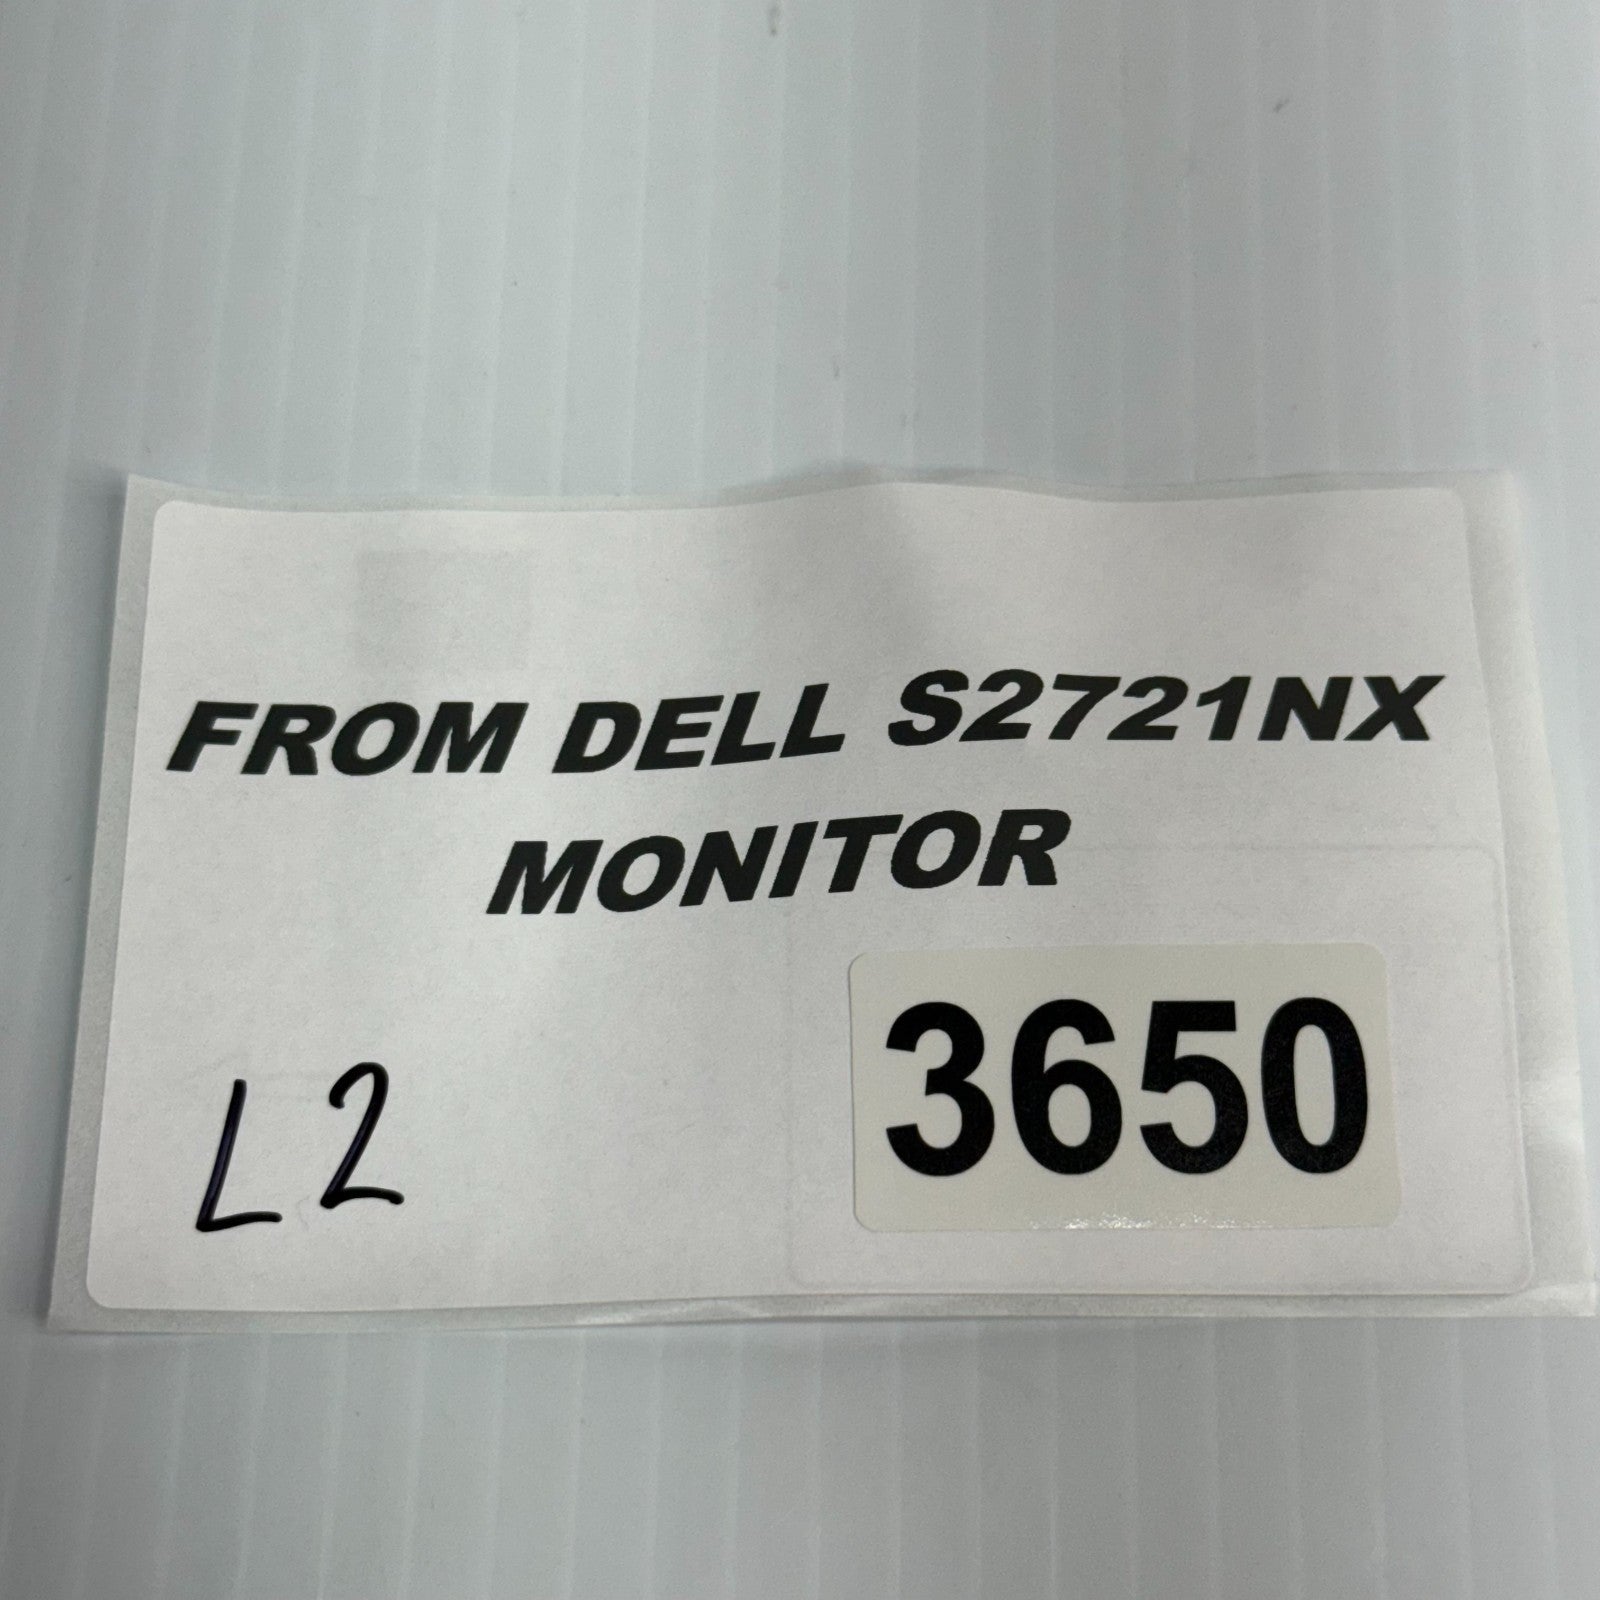 FROM DELL S2721NX
MONITOR
L2
3650